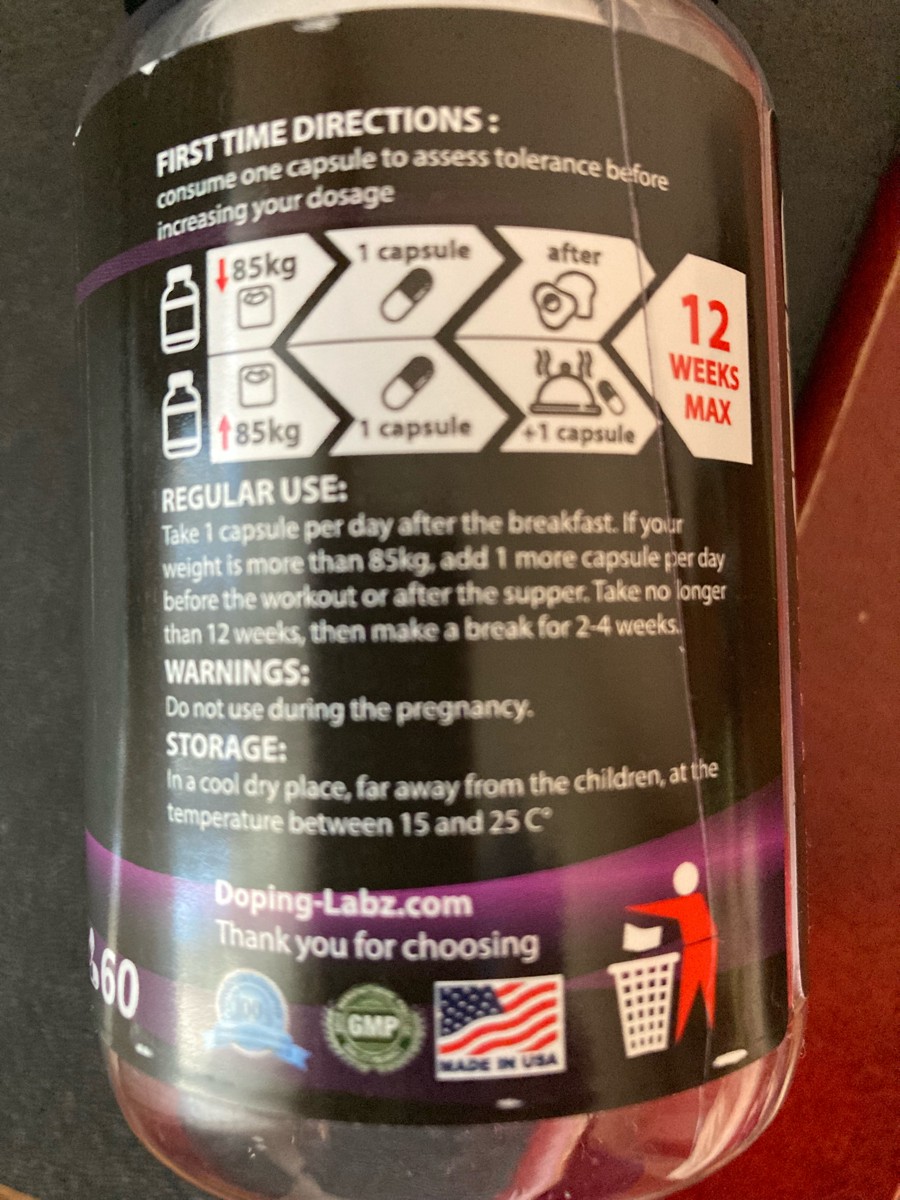 FIRST TIME DIRECTIONS :
consume one capsule to assess tolerance before
increasing your dosage
85kg
1 capsule
after
85kg
1 capsule
+1 capsule
12
WEEKS
MAX
REGULAR USE:
Take 1 capsule per day after the breakfast. If your
weight is more than 85kg, add 1 more capsule per day
before the workout or after the supper. Take no longer
than 12 weeks, then make a break for 2-4 weeks.
WARNINGS:
Do not use during the pregnancy.
STORAGE:
In a cool dry place, far away from the children, at the
temperature between 15 and 25 C°
Doping-Labz.com
Thank you for choosing
60
GMP
MADE IN USA